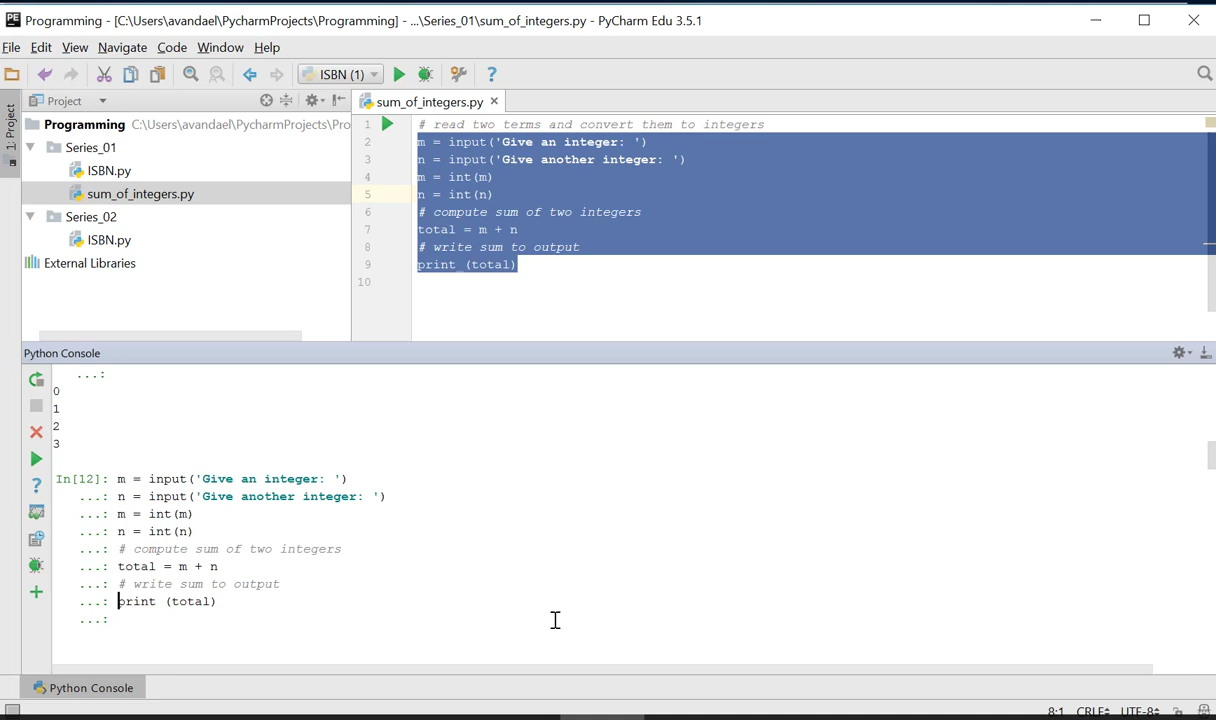 Programming - [C:\Users\avandael\PycharmProjects\Programming] - ...\Series_01\sum_of_integers.py - PyCharm Edu 3.5.1
File Edit View Navigate Code Window Help
ISBN (1)
1: Project
Project
sum_of_integers.py
Programming C:\Users\avandael\PycharmProjects\Pro
Series_01
ISBN.py
sum_of_integers.py
Series_02
ISBN.py
External Libraries
1 # read two terms and convert them to integers
2 m = input('Give an integer: ')
3 n = input('Give another integer: ')
4 m = int(m)
5 n = int(n)
6 # compute sum of two integers
7 total = m + n
8 # write sum to output
9 print (total)
10
Python Console
...:
0
1
2
3
In[12]: m = input('Give an integer: ')
...: n = input('Give another integer: ')
...: m = int(m)
...: n = int(n)
...: # compute sum of two integers
...: total = m + n
...: # write sum to output
...: print (total)
...:
Python Console
8:1 CRLF UTF-8